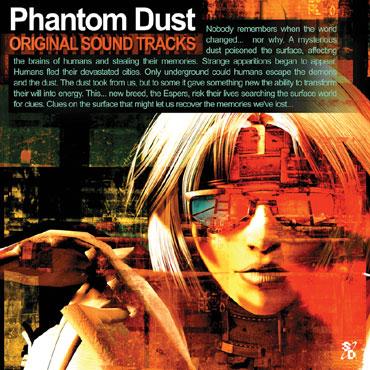 Phantom Dust
ORIGINAL SOUND TRACKS
Nobody remembers when the world
changed... nor why. A mysterious
dust poisoned the surface, affecting
the brains of humans and stealing their memories. Strange apparitions began to appear.
Humans fled their devastated cities. Only underground could humans escape the demons
and the dust. The dust took from us, but to some it gave something new the ability to transform
their will into energy. This... new breed, the Espers, risk their lives searching the surface world
for clues. Clues on the surface that might let us recover the memories we've lost...